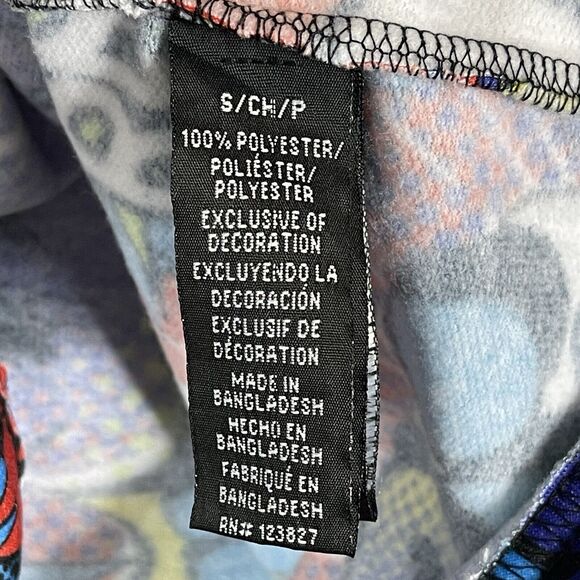 S/CH/P
100% POLYESTER/
POLIÉSTER/
POLYESTER
EXCLUSIVE OF
DECORATION
EXCLUYENDO LA
DECORACIÓN
EXCLUSIF DE
DÉCORATION
MADE IN
BANGLADESH
HECHO EN
BANGLADESH
FABRIQUÉ EN
BANGLADESH
RN# 123827